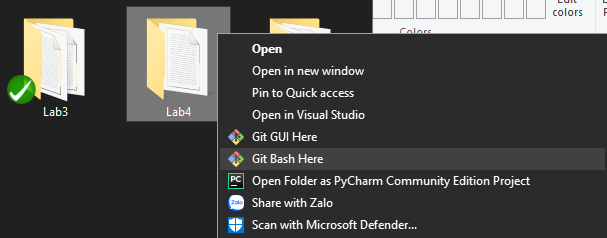 Edit
colors
Colors
Lab3
Lab4
Open
Open in new window
Pin to Quick access
Open in Visual Studio
Git GUI Here
Git Bash Here
PC
Open Folder as PyCharm Community Edition Project
Zalo
Share with Zalo
Scan with Microsoft Defender...